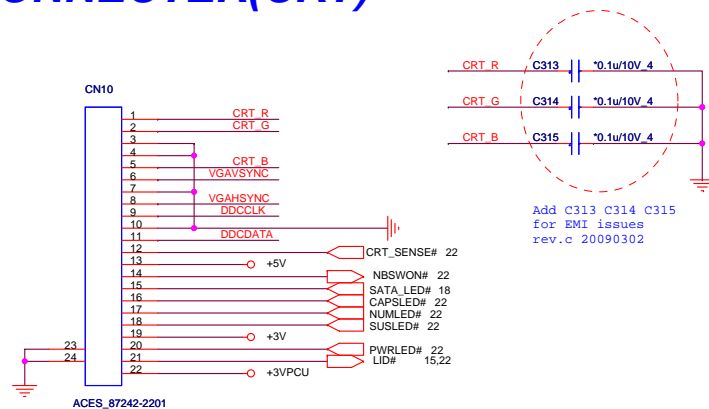 CONNECTER(CRT)
CN10
1 CRT_R
2 CRT_G
3
4
5 CRT_B
6 VGAVSYNC
7
8 VGAHSYNC
9 DDCCLK
10
11 DDCDATA
12 CRT_SENSE# 22
13 +5V
14 NBSWON# 22
15 SATA_LED# 18
16 CAPSLED# 22
17 NUMLED# 22
18 SUSLED# 22
19 +3V
20 PWRLED# 22
21 LID# 15,22
22 +3VPCU
23
24
ACES_87242-2201
CRT_R C313 *0.1u/10V_4
CRT_G C314 *0.1u/10V_4
CRT_B C315 *0.1u/10V_4
Add C313 C314 C315
for EMI issues
rev.c 20090302